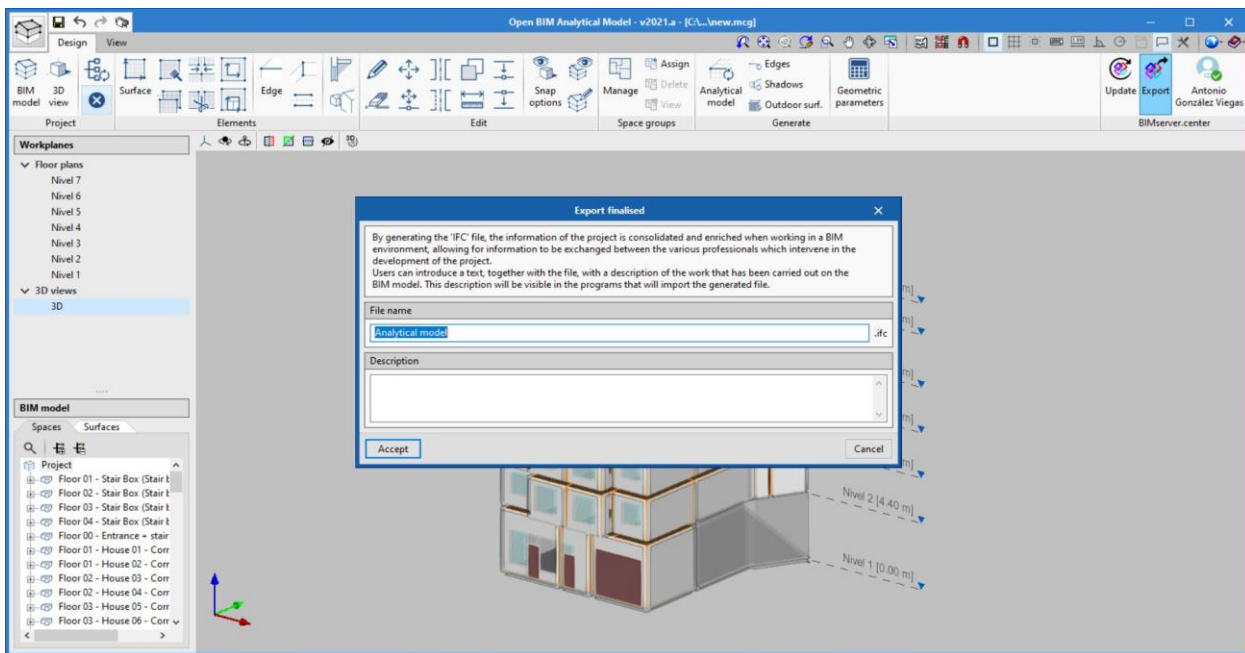 Open BIM Analytical Model - v2021.a - [C:\...\new.mcg]
Design View
BIM model
3D view
Surface
Edge
Snap options
Manage
Assign
Delete
View
Analytical model
Edges
Shadows
Outdoor surf.
Geometric parameters
Update
Export
Antonio González Viegas
Project
Elements
Edit
Space groups
Generate
BIMserver.center
Workplanes
Floor plans
Nivel 7
Nivel 6
Nivel 5
Nivel 4
Nivel 3
Nivel 2
Nivel 1
3D views
3D
BIM model
Spaces Surfaces
Project
Floor 01 - Stair Box (Stair
Floor 02 - Stair Box (Stair
Floor 03 - Stair Box (Stair
Floor 04 - Stair Box (Stair
Floor 00 - Entrance + stair
Floor 01 - House 01 - Corr
Floor 01 - House 02 - Corr
Floor 02 - House 03 - Corr
Floor 02 - House 04 - Corr
Floor 03 - House 05 - Corr
Floor 03 - House 06 - Corr
Export finalised
By generating the 'IFC' file, the information of the project is consolidated and enriched when working in a BIM
environment, allowing for information to be exchanged between the various professionals which intervene in the
development of the project.
Users can introduce a text, together with the file, with a description of the work that has been carried out on the
BIM model. This description will be visible in the programs that will import the generated file.
File name
Analytical model .ifc
Description
Accept Cancel
m]
m]
m]
m]
m]
Nivel 2 [4.40 m]
Nivel 1 [0.00 m]